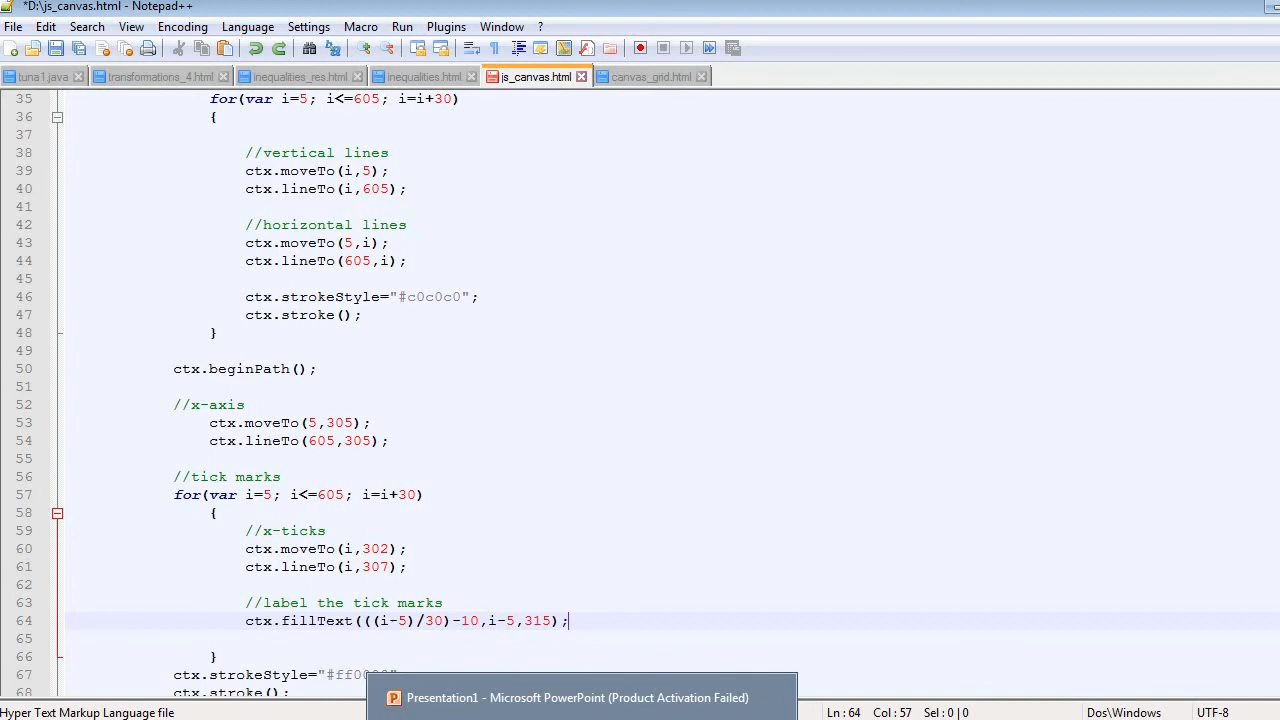 *D:\js_canvas.html - Notepad++
File Edit Search View Encoding Language Settings Macro Run Plugins Window ?
tuna1.java transfomations_4.html inequalities_res.html inequalities.html js_canvas.html canvas_grid.html
35 for(var i=5; i<=605; i=i+30)
36 {
37
38 //vertical lines
39 ctx.moveTo(i,5);
40 ctx.lineTo(i,605);
41
42 //horizontal lines
43 ctx.moveTo(5,i);
44 ctx.lineTo(605,i);
45
46 ctx.strokeStyle="#c0c0c0";
47 ctx.stroke();
48 }
49
50 ctx.beginPath();
51
52 //x-axis
53 ctx.moveTo(5,305);
54 ctx.lineTo(605,305);
55
56 //tick marks
57 for(var i=5; i<=605; i=i+30)
58 {
59 //x-ticks
60 ctx.moveTo(i,302);
61 ctx.lineTo(i,307);
62
63 //label the tick marks
64 ctx.fillText(((i-5)/30)-10,i-5,315);
65
66 }
67 ctx.strokeStyle="#ff0000"
68 ctx.stroke();
Presentation1 - Microsoft PowerPoint (Product Activation Failed)
Hyper Text Markup Language file Ln : 64 Col : 57 Sel : 0 | 0 Dos\Windows UTF-8